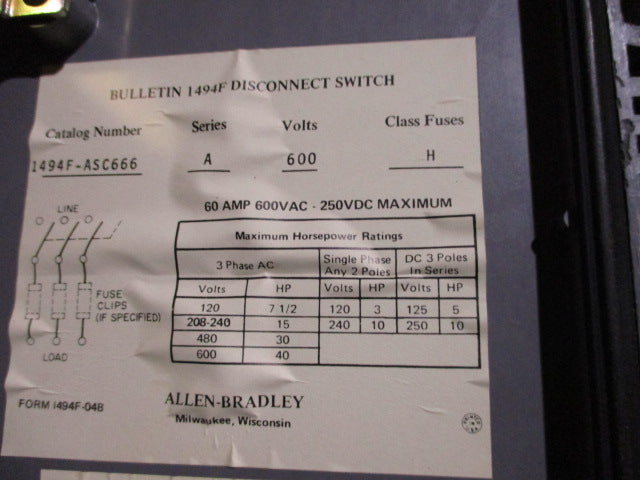 BULLETIN 1494F DISCONNECT SWITCH
Catalog Number Series Volts Class Fuses
1494F-ASC666 A 600 H
60 AMP 600VAC - 250VDC MAXIMUM
LINE
FUSE
CLIPS
(IF SPECIFIED)
LOAD
Maximum Horsepower Ratings
3 Phase AC Single Phase Any 2 Poles DC 3 Poles In Series
Volts HP Volts HP Volts HP
120 7 1/2 120 3 125 5
208-240 15 240 10 250 10
480 30
600 40
FORM 1494F-04B
ALLEN-BRADLEY
Milwaukee, Wisconsin